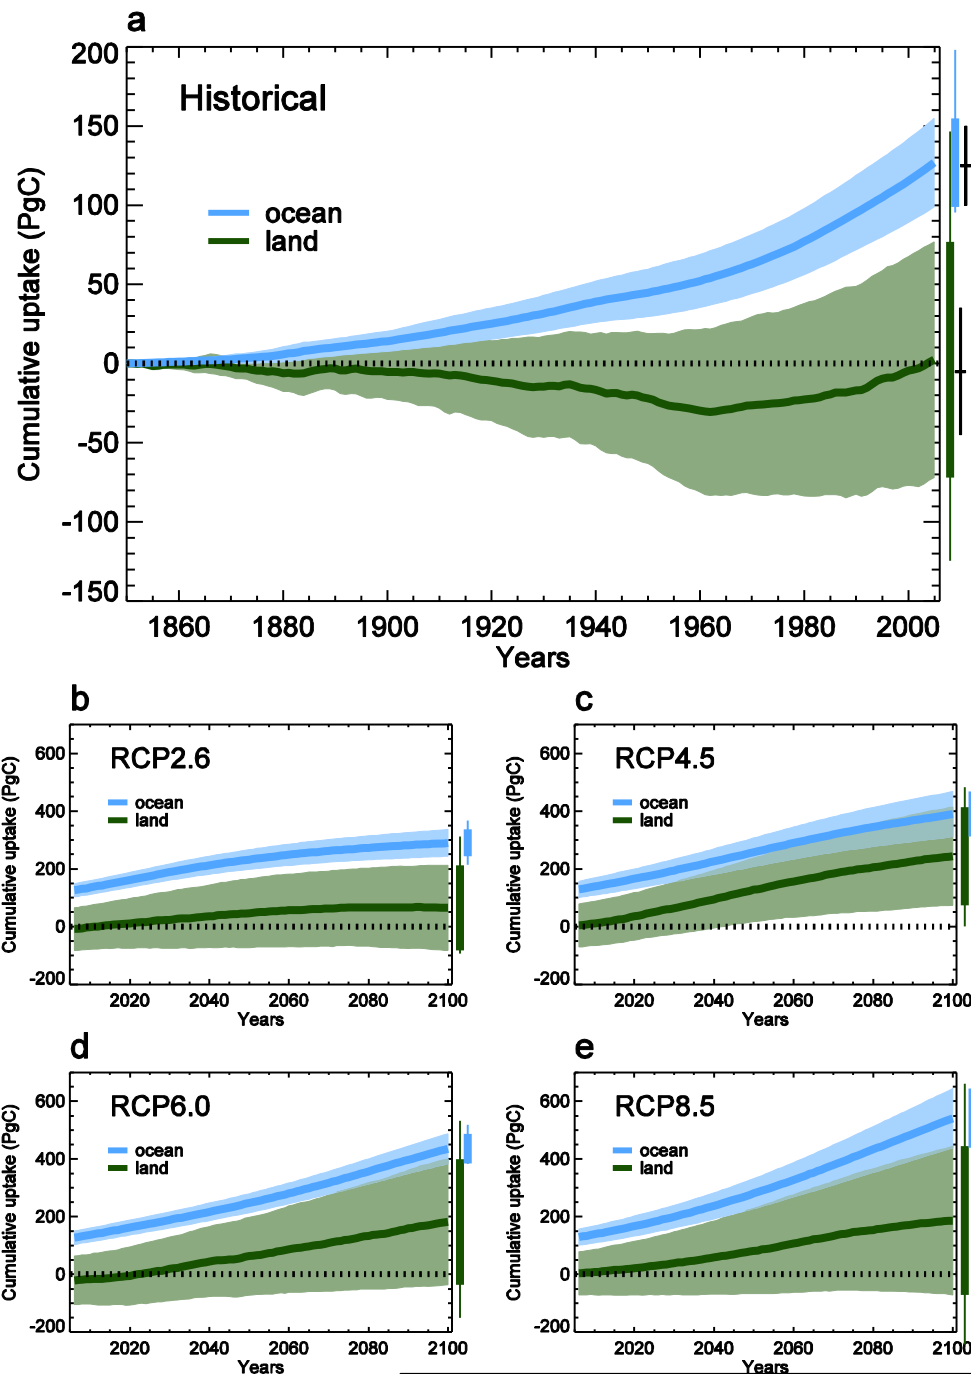 a
200
150
100
50
0
-50
-100
-150
Cumulative uptake (PgC)
Historical
ocean
land
1860 1880 1900 1920 1940 1960 1980 2000
Years
b
600
400
200
0
-200
Cumulative uptake (PgC)
RCP2.6
ocean
land
2020 2040 2060 2080 2100
Years
c
600
400
200
0
-200
Cumulative uptake (PgC)
RCP4.5
ocean
land
2020 2040 2060 2080 2100
Years
d
600
400
200
0
-200
Cumulative uptake (PgC)
RCP6.0
ocean
land
2020 2040 2060 2080 2100
Years
e
600
400
200
0
-200
Cumulative uptake (PgC)
RCP8.5
ocean
land
2020 2040 2060 2080 2100
Years